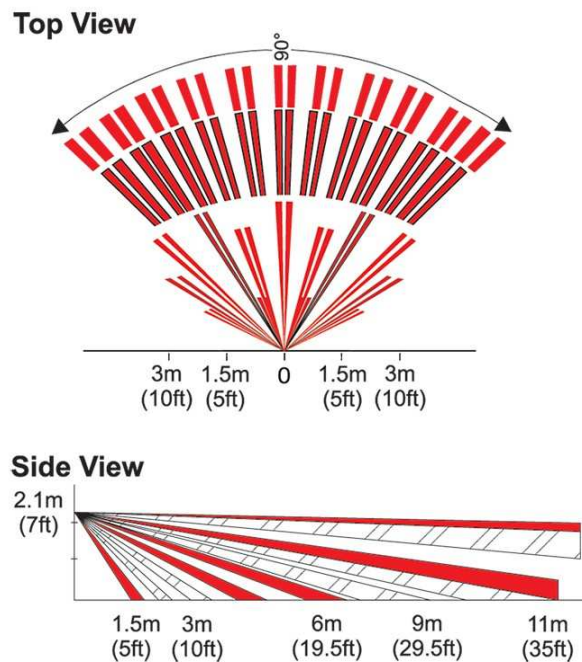 Top View
90°
3m 1.5m 0 1.5m 3m
(10ft) (5ft) (5ft) (10ft)
Side View
2.1m
(7ft)
1.5m 3m 6m 9m 11m
(5ft) (10ft) (19.5ft) (29.5ft) (35ft)